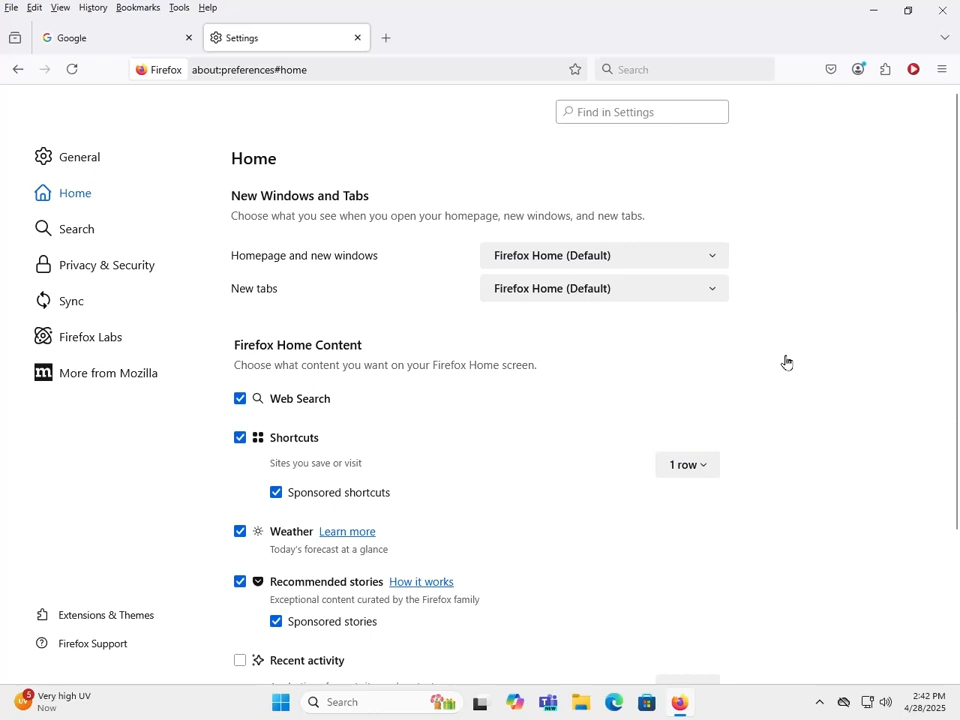 File Edit View History Bookmarks Tools Help
Google
Settings
Firefox about:preferences#home
Search
Find in Settings
General
Home
Search
Privacy & Security
Sync
Firefox Labs
More from Mozilla
Extensions & Themes
Firefox Support
Home
New Windows and Tabs
Choose what you see when you open your homepage, new windows, and new tabs.
Homepage and new windows Firefox Home (Default)
New tabs Firefox Home (Default)
Firefox Home Content
Choose what content you want on your Firefox Home screen.
Web Search
Shortcuts
Sites you save or visit 1 row
Sponsored shortcuts
Weather Learn more
Today's forecast at a glance
Recommended stories How it works
Exceptional content curated by the Firefox family
Sponsored stories
Recent activity
5 Very high UV
Now
Search
NEW
2:42 PM
4/28/2025